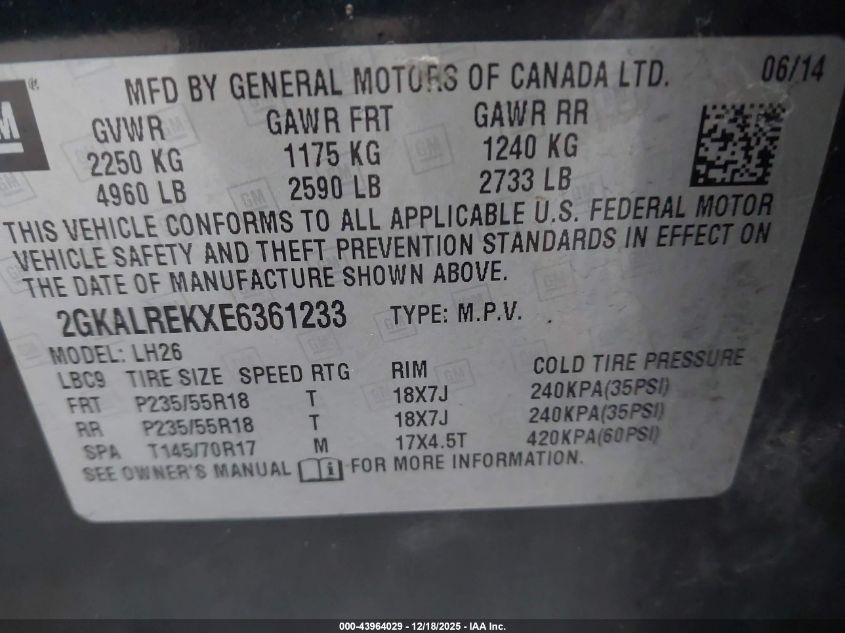 GM ®
MFD BY GENERAL MOTORS OF CANADA LTD. 06/14
GVWR GAWR FRT GAWR RR
2250 KG 1175 KG 1240 KG
4960 LB 2590 LB 2733 LB
THIS VEHICLE CONFORMS TO ALL APPLICABLE U.S. FEDERAL MOTOR
VEHICLE SAFETY AND THEFT PREVENTION STANDARDS IN EFFECT ON
THE DATE OF MANUFACTURE SHOWN ABOVE.
2GKALREKXE6361233 TYPE: M.P.V.
MODEL: LH26
LBC9 TIRE SIZE SPEED RTG RIM COLD TIRE PRESSURE
FRT P235/55R18 T 18X7J 240KPA(35PSI)
RR P235/55R18 T 18X7J 240KPA(35PSI)
SPA T145/70R17 M 17X4.5T 420KPA(60PSI)
SEE OWNER'S MANUAL FOR MORE INFORMATION.
000-43964029 - 12/18/2025 - IAA Inc.